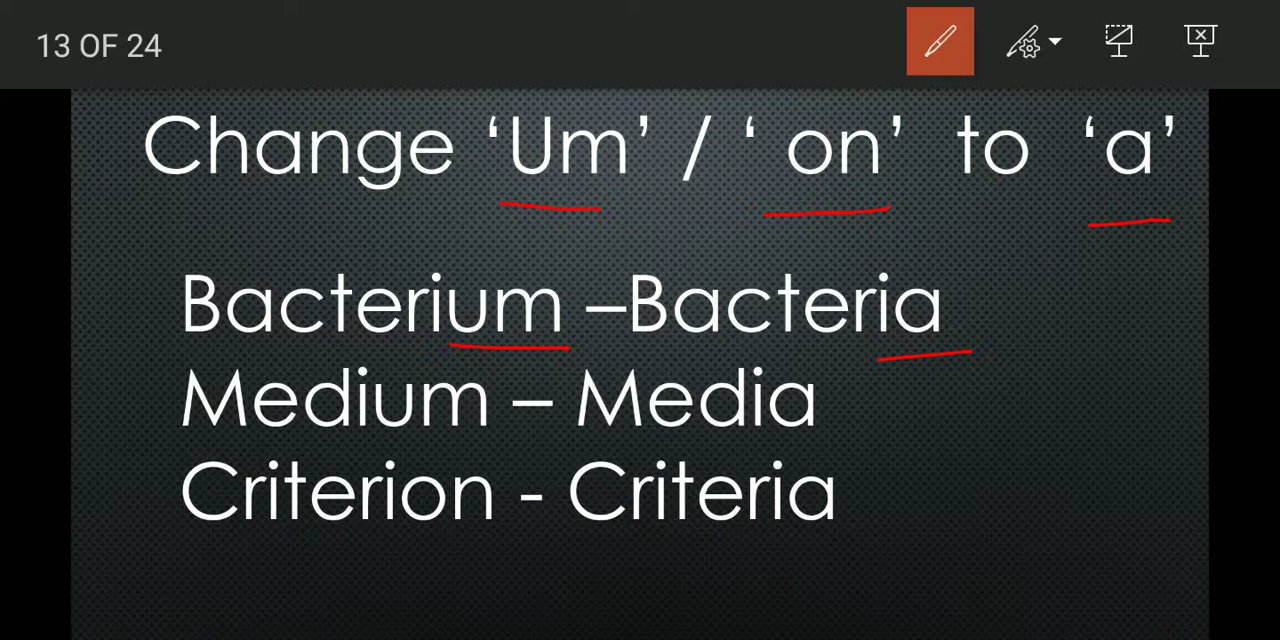 13 OF 24
Change ‘Um’ / ‘ on’ to ‘a’
Bacterium –Bacteria
Medium – Media
Criterion - Criteria